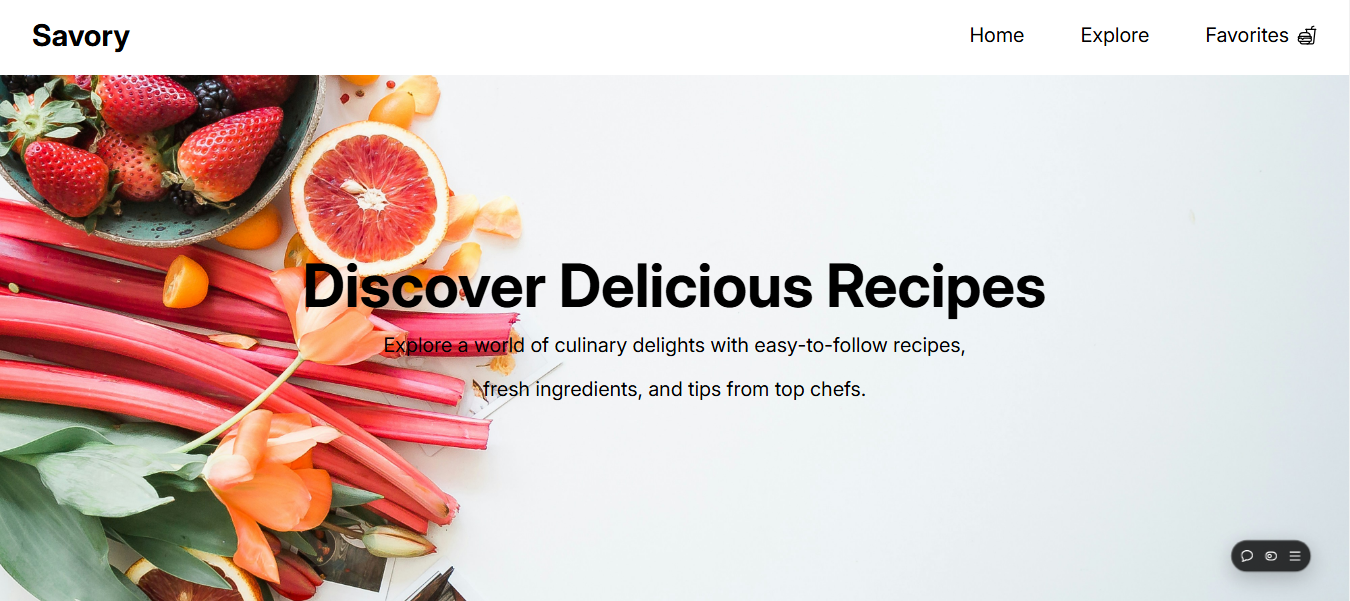 Savory
Home
Explore
Favorites
Discover Delicious Recipes
Explore a world of culinary delights with easy-to-follow recipes,
fresh ingredients, and tips from top chefs.